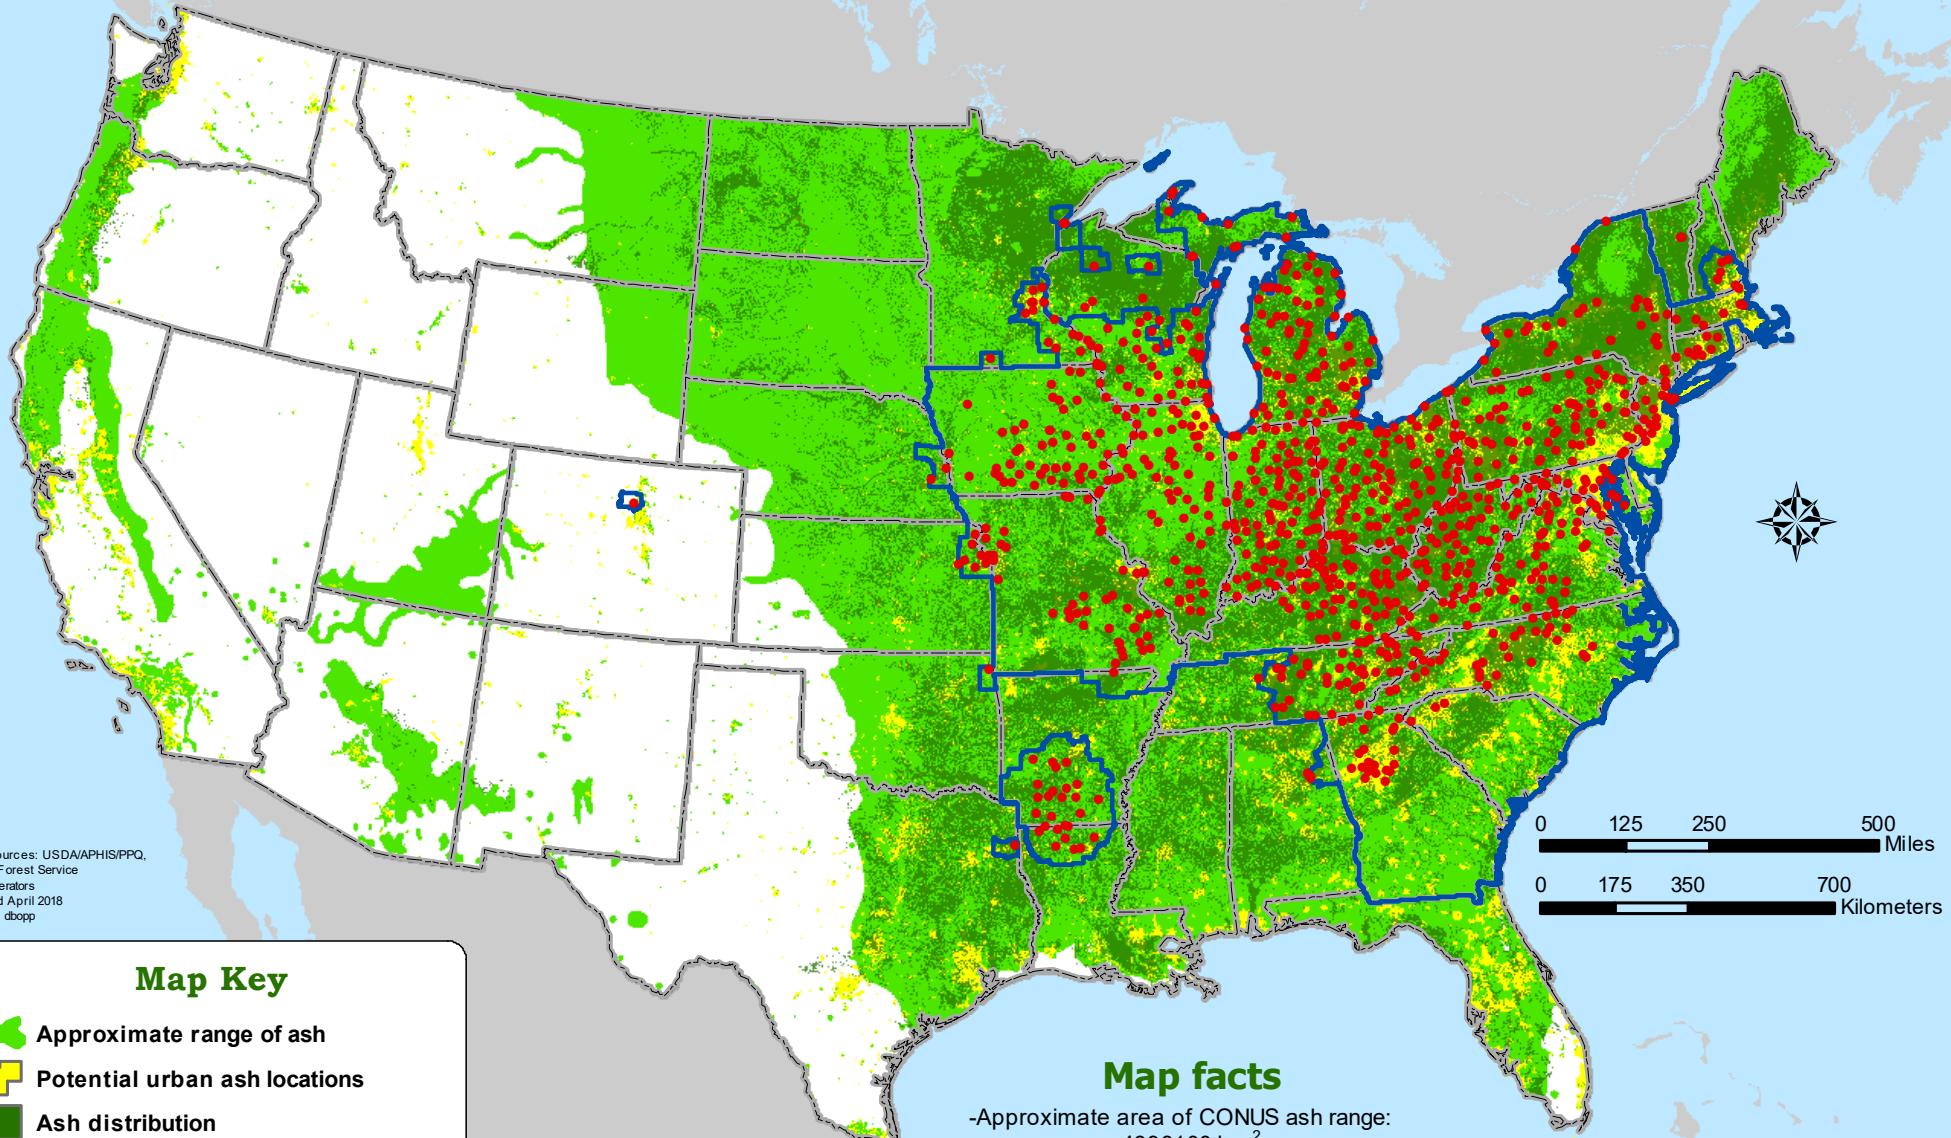 USDA/APHIS/PPQ,
Forest Service
April 2018
dbopp
Map Key
Approximate range of ash
Potential urban ash locations
Ash distribution
Map facts
-Approximate area of CONUS ash range:
0 125 250 500
Miles
0 175 350 700
Kilometers